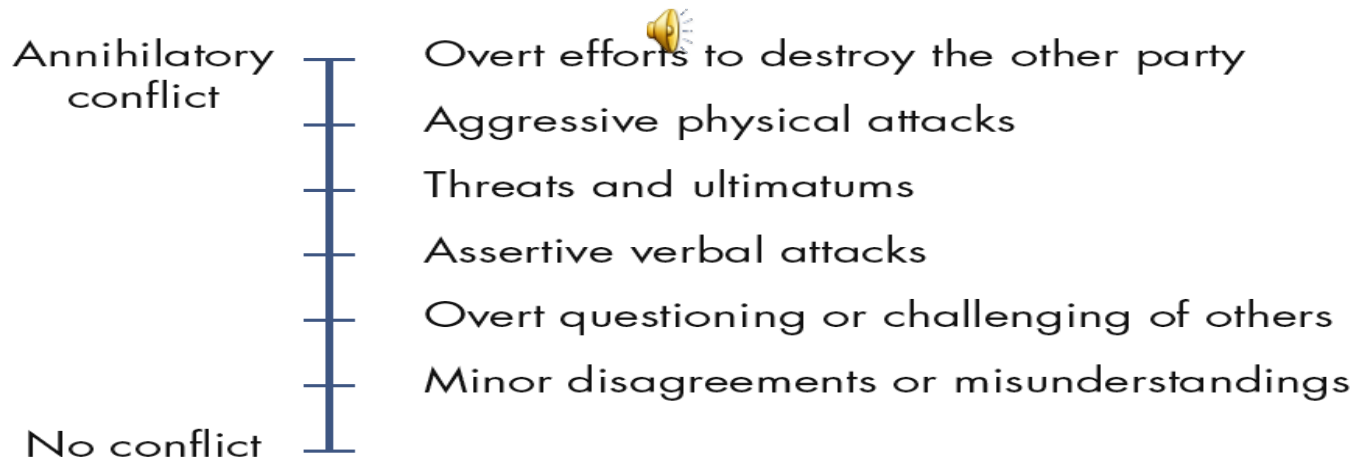 Annihilatory
conflict
Overt efforts to destroy the other party
Aggressive physical attacks
Threats and ultimatums
Assertive verbal attacks
Overt questioning or challenging of others
Minor disagreements or misunderstandings
No conflict